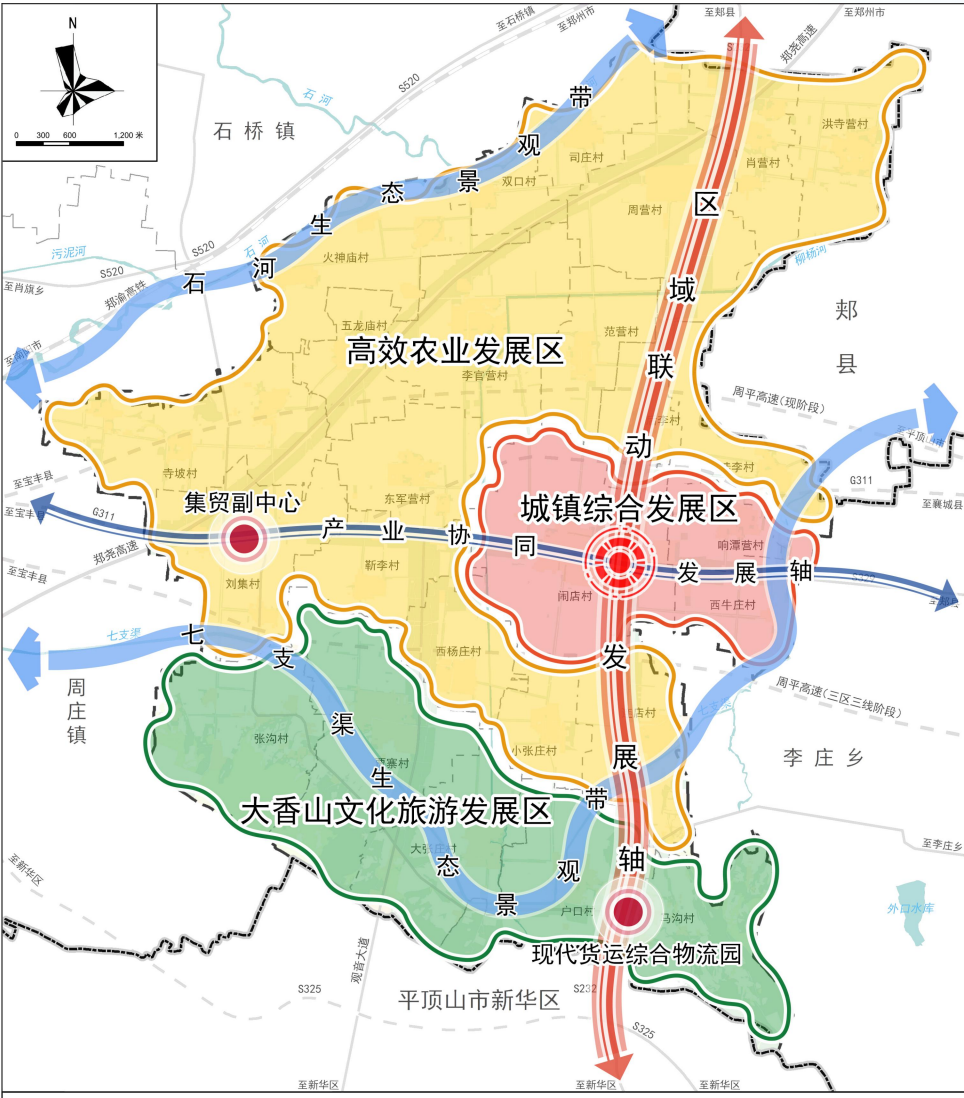 N
0 300 600 1,200 米
至郏县
至郑州市
至石桥镇
至郑州市
郑尧高速
S520
石河
石桥镇
洪寺营村
带
观
司庄村
肖营村
双口村
景
态
生
区
周营村
污泥河
S520
石河
河
石
火神庙村
柳杨河
S520
至肖旗乡
郑渝高铁
域
郏县
五龙庙村
范营村
高效农业发展区
联
李官营村
周平高速(现阶段)
动
寺坡村
至宝丰县
集贸副中心
东军营村
城镇综合发展区
G311
至襄城县
G311
产业协同发展轴
响潭营村
郑尧高速
靳李村
刘集村
闹店村
西牛庄村
至宝丰县
七支渠
七
支
西杨庄村
发
周庄镇
周平高速(三区三线阶段)
渠
张沟村
小张庄村
展
李庄乡
生
带
大香山文化旅游发展区
大张庄村
轴
至李庄乡
态
观
景
至新华区
户口村
马沟村
外口水库
现代货运综合物流园
观音大道
S325
平顶山市新华区
S232
S325
至新华区
至新华区
至新华区